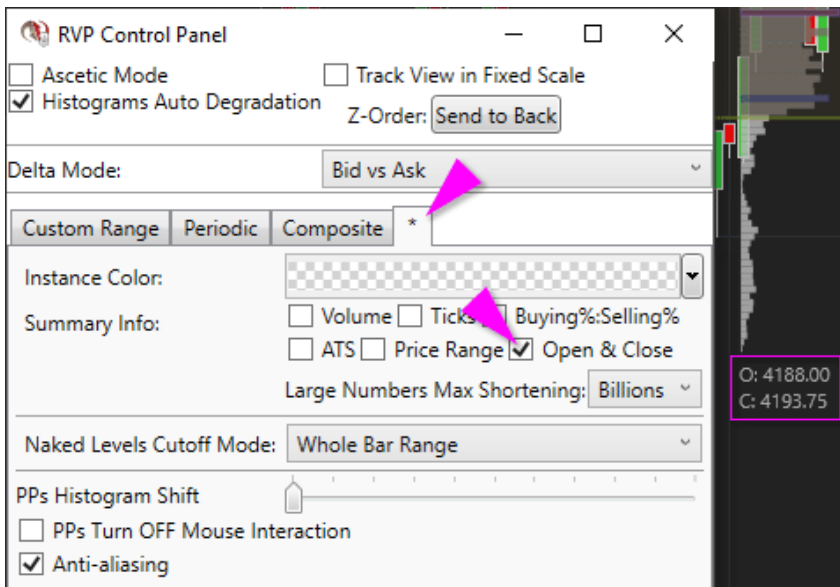 RVP Control Panel
Ascetic Mode Track View in Fixed Scale
Histograms Auto Degradation Z-Order: Send to Back
Delta Mode: Bid vs Ask
Custom Range Periodic Composite *
Instance Color:
Summary Info: Volume Ticks Buying%:Selling%
ATS Price Range Open & Close
Large Numbers Max Shortening: Billions
Naked Levels Cutoff Mode: Whole Bar Range
PPs Histogram Shift
PPs Turn OFF Mouse Interaction
Anti-aliasing
O: 4188.00
C: 4193.75